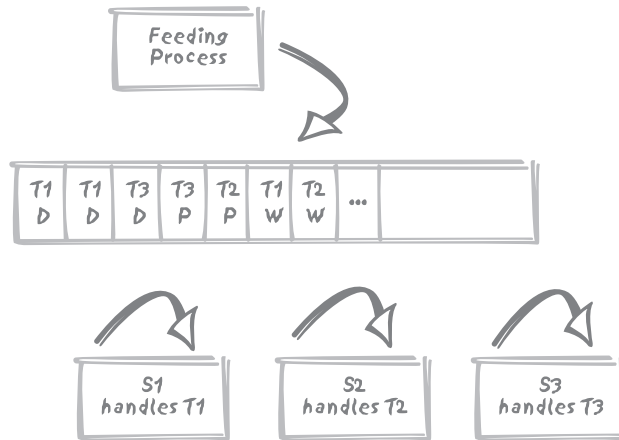 Feeding
Process
T1 T1 T3 T3 T2 T1 T2 ...
D D D P P W W
S1
handles T1
S2
handles T2
S3
handles T3